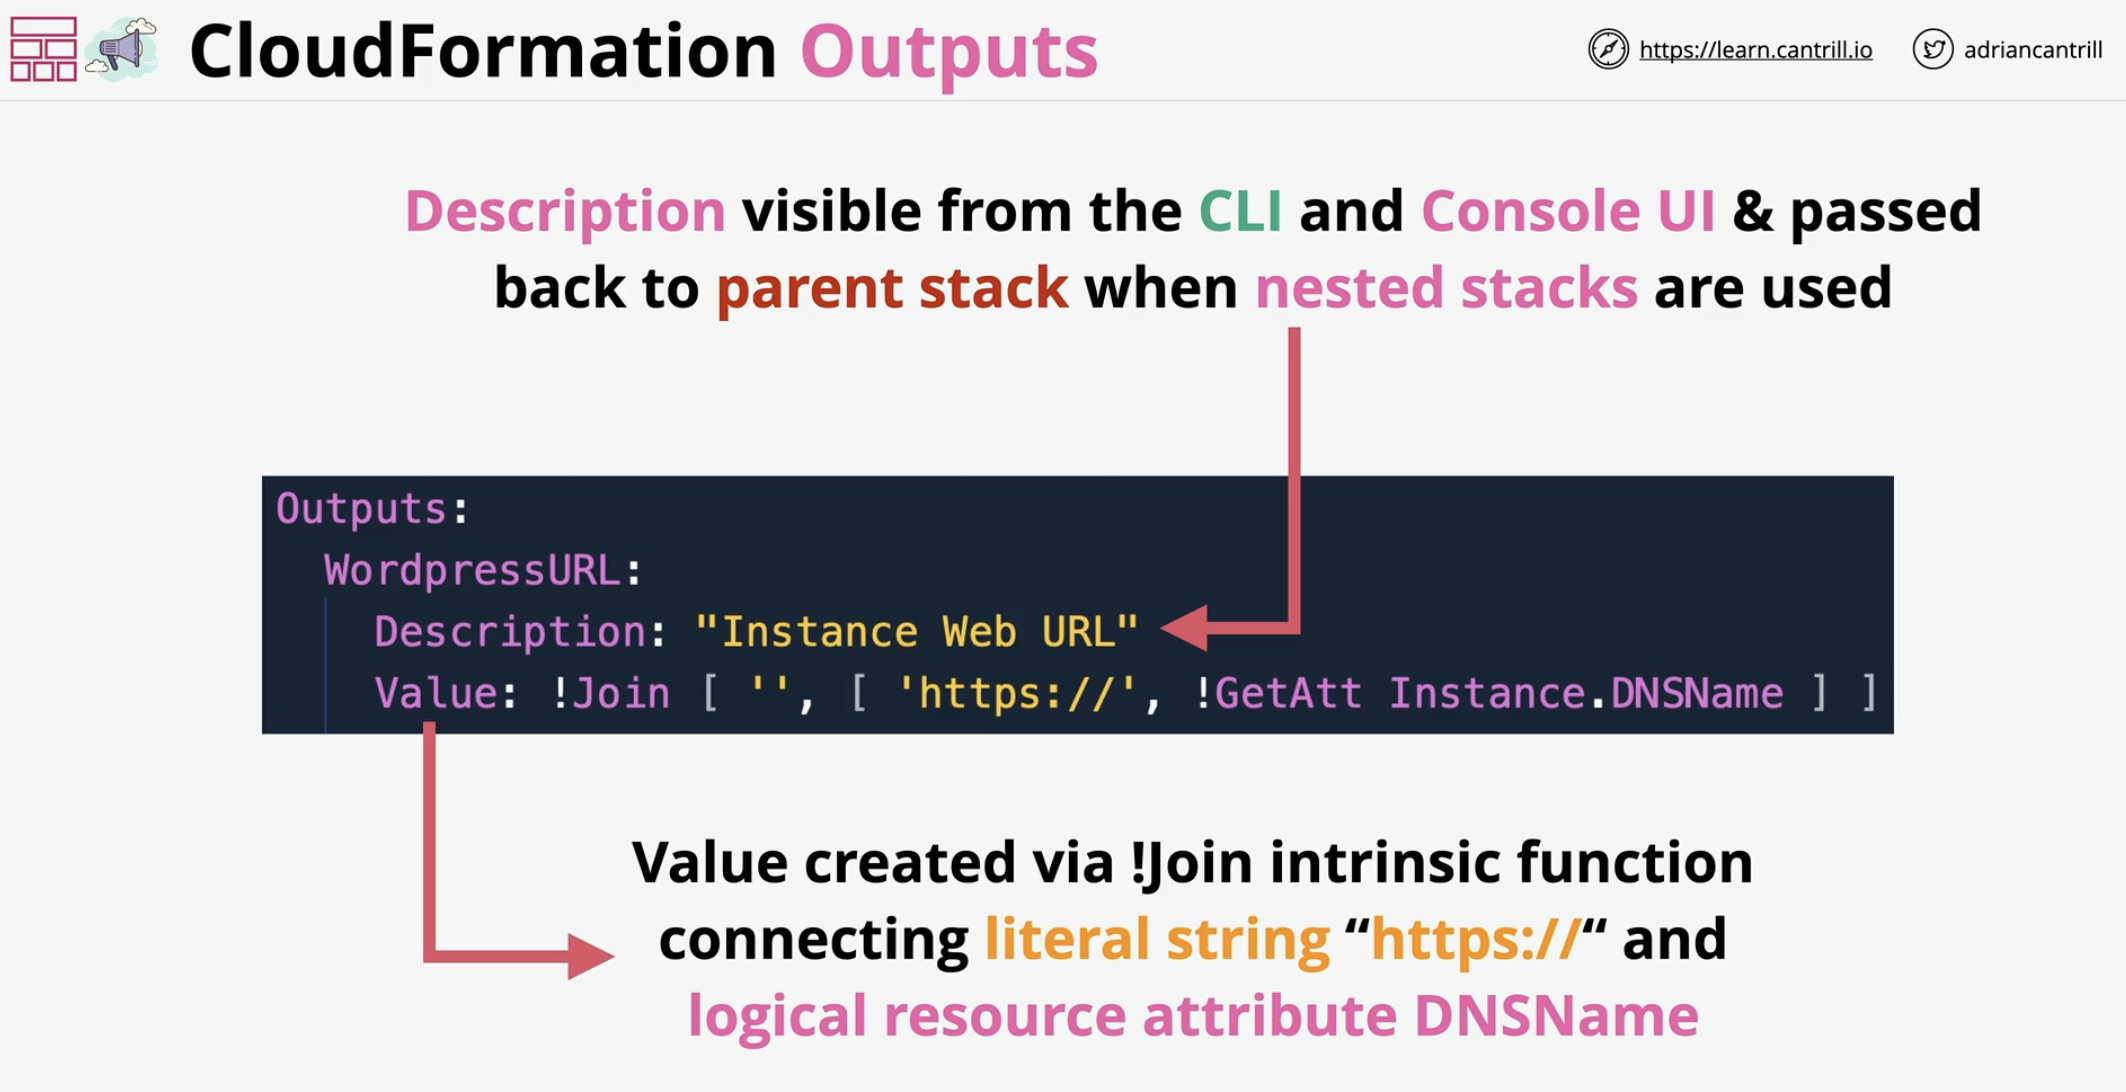 CloudFormation Outputs
https://learn.cantrill.io
adriancantrill
Description visible from the CLI and Console UI & passed
back to parent stack when nested stacks are used
Outputs:
WordpressURL:
Description: "Instance Web URL"
Value: !Join [ '', [ 'https://', !GetAtt Instance.DNSName ] ]
Value created via !Join intrinsic function
connecting literal string “https://“ and
logical resource attribute DNSName